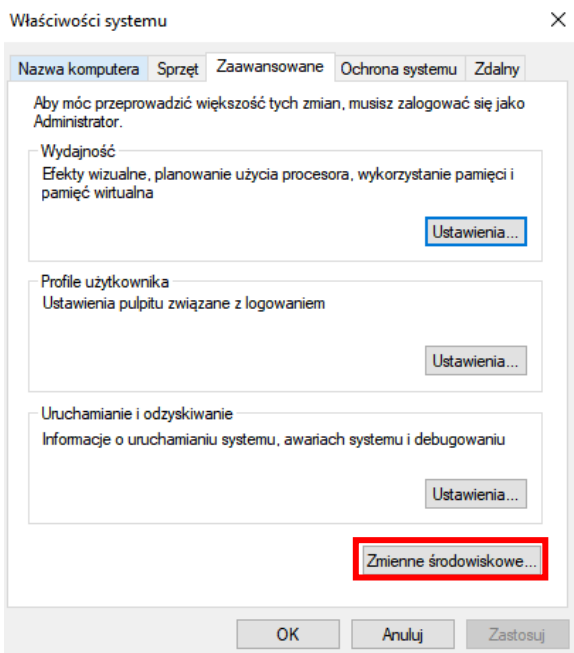 Właściwości systemu
Nazwa komputera Sprzęt Zaawansowane Ochrona systemu Zdalny
Aby móc przeprowadzić większość tych zmian, musisz zalogować się jako
Administrator.
Wydajność
Efekty wizualne, planowanie użycia procesora, wykorzystanie pamięci i
pamięć wirtualna
Ustawienia...
Profile użytkownika
Ustawienia pulpitu związane z logowaniem
Ustawienia...
Uruchamianie i odzyskiwanie
Informacje o uruchamianiu systemu, awariach systemu i debugowaniu
Ustawienia...
Zmienne środowiskowe...
OK Anuluj Zastosuj